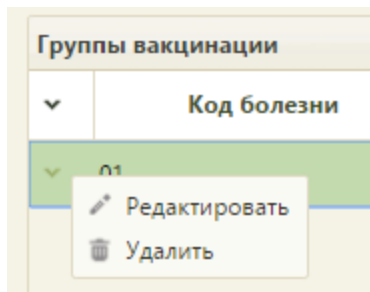 Группы вакцинации
Код болезни
01
Редактировать
Удалить